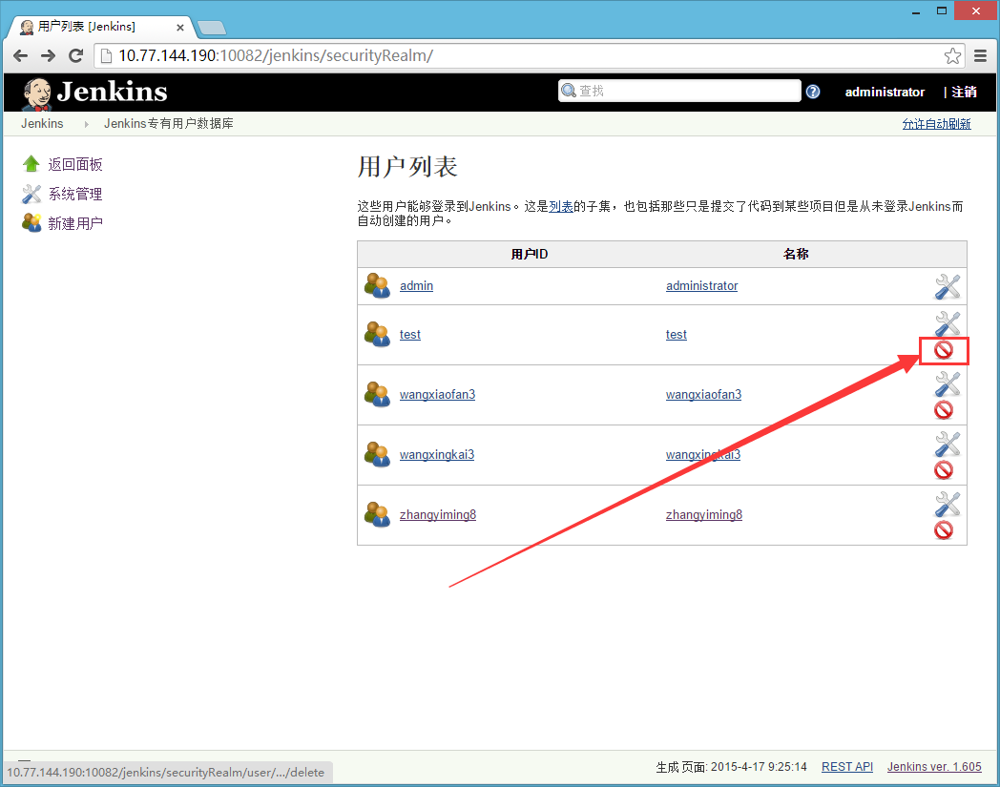 用户列表 [Jenkins]
10.77.144.190:10082/jenkins/securityRealm/
Jenkins
查找
administrator
| 注销
Jenkins
Jenkins专有用户数据库
允许自动刷新
返回面板
系统管理
新建用户
用户列表
这些用户能够登录到Jenkins。这是列表的子集，也包括那些只是提交了代码到某些项目但是从未登录Jenkins而
自动创建的用户。
用户ID 名称
admin administrator
test test
wangxiaofan3 wangxiaofan3
wangxingkai3 wangxingkai3
zhangyiming8 zhangyiming8
生成 页面: 2015-4-17 9:25:14 REST API Jenkins ver. 1.605
10.77.144.190:10082/jenkins/securityRealm/user/.../delete